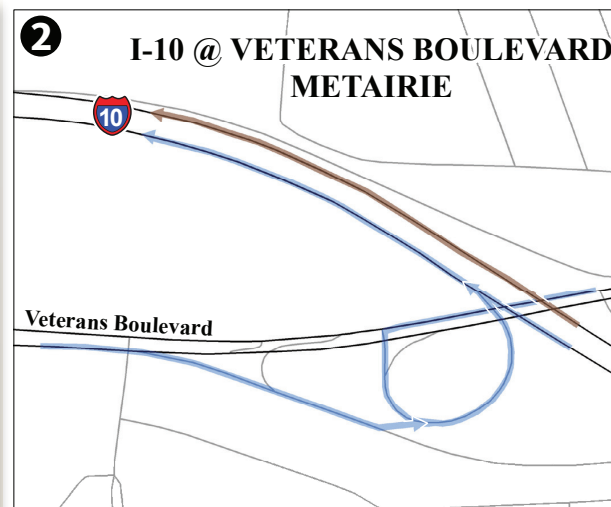 2
I-10 @ VETERANS BOULEVARD
METAIRIE
10
Veterans Boulevard